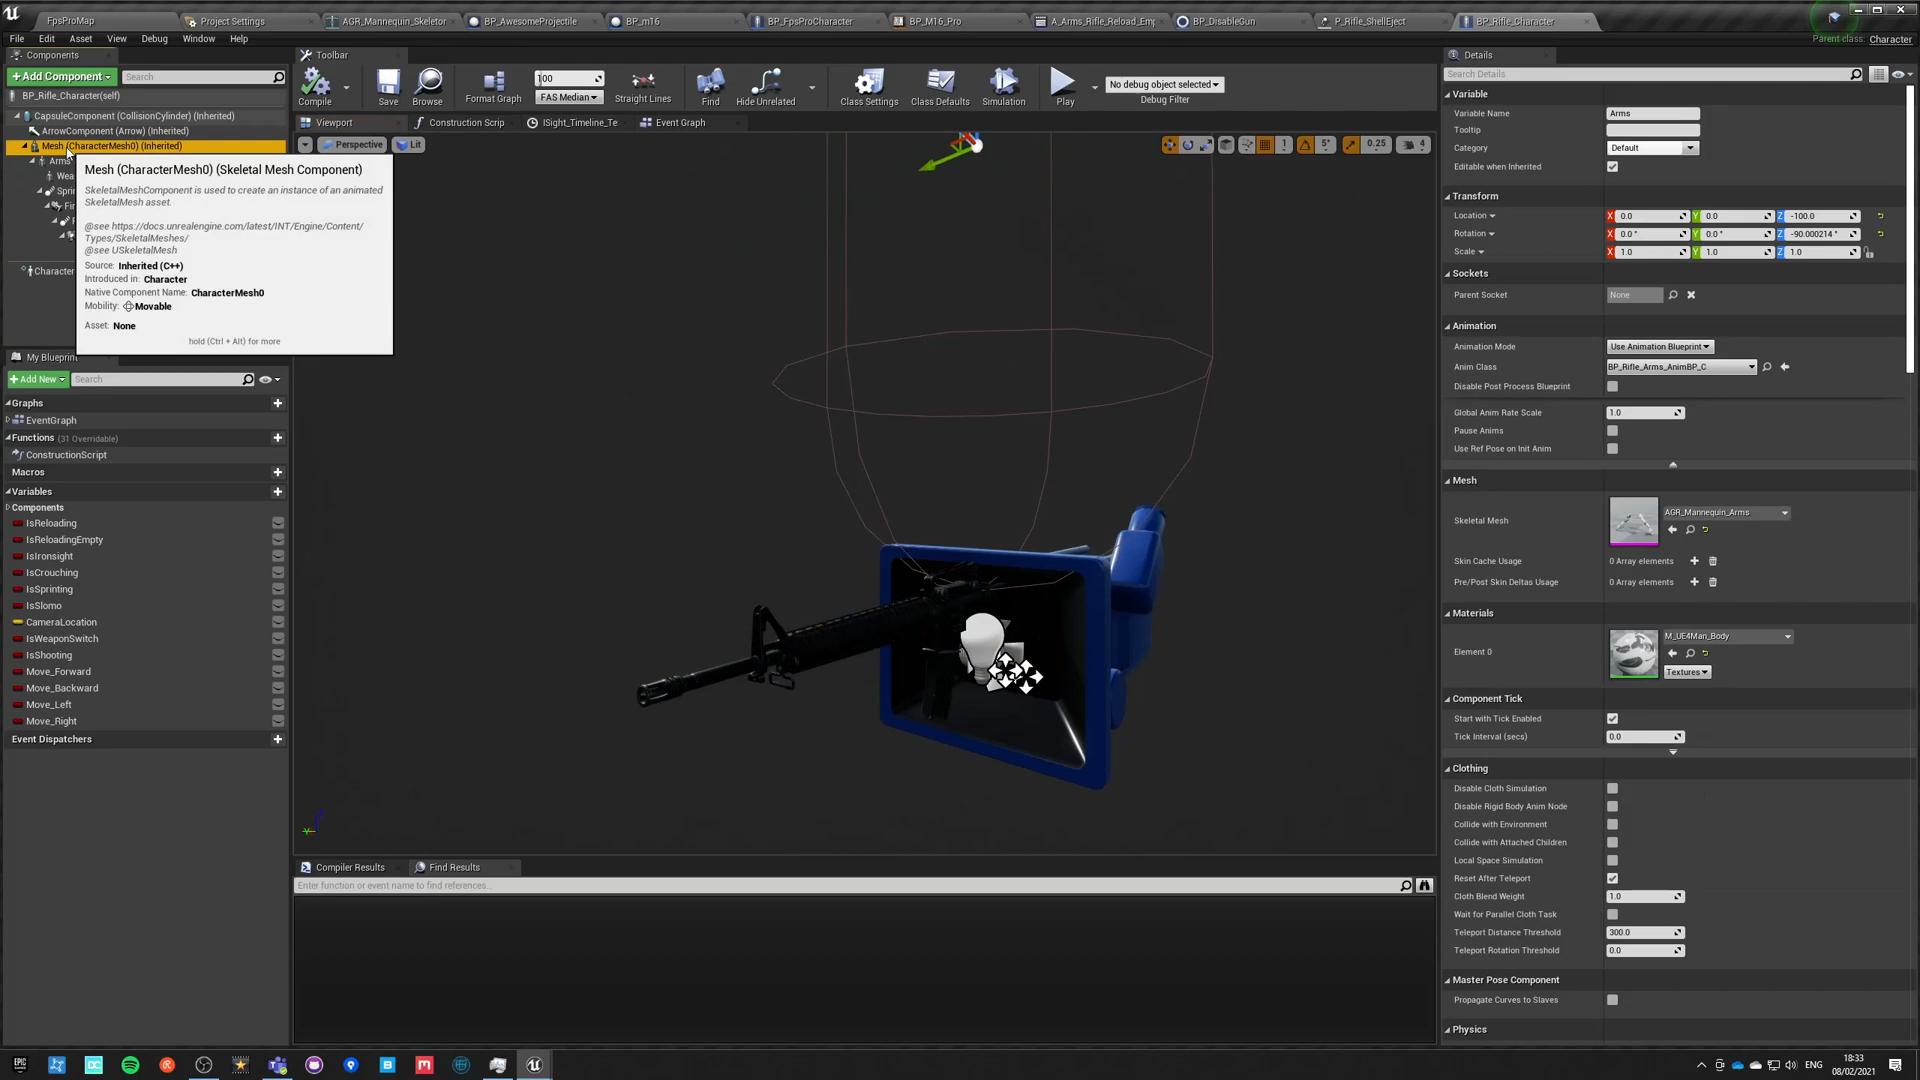 FpsProMap
Project Settings
AGR_Mannequin_Skeleton
BP_AwesomeProjectile
BP_m16
BP_FpsProCharacter
BP_M16_Pro
A_Arms_Rifle_Reload_Emp
BP_DisableGun
P_Rifle_ShellEject
BP_Rifle_Character
File Edit Asset View Debug Window Help
Parent class: Character
Components
Toolbar
Details
+Add Component
Search
BP_Rifle_Character(self)
CapsuleComponent (CollisionCylinder) (Inherited)
ArrowComponent (Arrow) (Inherited)
Mesh (CharacterMesh0) (Inherited)
Arms
Wea
Sprin
Fir
Character
Mesh (CharacterMesh0) (Skeletal Mesh Component)
SkeletalMeshComponent is used to create an instance of an animated
SkeletalMesh asset.
@see https://docs.unrealengine.com/latest/INT/Engine/Content/
Types/SkeletalMeshes/
@see USkeletalMesh
Source: Inherited (C++)
Introduced in: Character
Native Component Name: CharacterMesh0
Mobility: Movable
Asset: None
hold (Ctrl + Alt) for more
My Blueprint
+Add New
Search
Graphs
EventGraph
Functions (31 Overridable)
ConstructionScript
Macros
Variables
Components
IsReloading
IsReloadingEmpty
IsIronsight
IsCrouching
IsSprinting
IsSlomo
CameraLocation
IsWeaponSwitch
IsShooting
Move_Forward
Move_Backward
Move_Left
Move_Right
Event Dispatchers
Compile
Save
Browse
Format Graph
100
FAS Median
Straight Lines
Find
Hide Unrelated
Class Settings
Class Defaults
Simulation
Play
No debug object selected
Debug Filter
Viewport
Construction Scrip
ISight_Timeline_Te
Event Graph
Perspective
Lit
1
5°
0.25
4
Compiler Results
Find Results
Enter function or event name to find references...
Search Details
Variable
Variable Name Arms
Tooltip
Category Default
Editable when Inherited
Transform
Location X 0.0 Y 0.0 Z -100.0
Rotation X 0.0 ° Y 0.0 ° Z -90.000214 °
Scale X 1.0 Y 1.0 Z 1.0
Sockets
Parent Socket None
Animation
Animation Mode Use Animation Blueprint
Anim Class BP_Rifle_Arms_AnimBP_C
Disable Post Process Blueprint
Global Anim Rate Scale 1.0
Pause Anims
Use Ref Pose on Init Anim
Mesh
Skeletal Mesh AGR_Mannequin_Arms
Skin Cache Usage 0 Array elements
Pre/Post Skin Deltas Usage 0 Array elements
Materials
Element 0 M_UE4Man_Body
Textures
Component Tick
Start with Tick Enabled
Tick Interval (secs) 0.0
Clothing
Disable Cloth Simulation
Disable Rigid Body Anim Node
Collide with Environment
Collide with Attached Children
Local Space Simulation
Reset After Teleport
Cloth Blend Weight 1.0
Wait for Parallel Cloth Task
Teleport Distance Threshold 300.0
Teleport Rotation Threshold 0.0
Master Pose Component
Propagate Curves to Slaves
Physics
ENG
18:33
08/02/2021